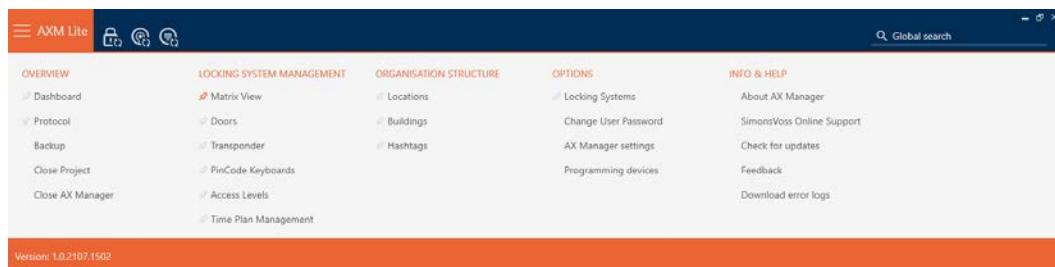 AXM Lite
Global search
OVERVIEW
Dashboard
Protocol
Backup
Close Project
Close AX Manager
LOCKING SYSTEM MANAGEMENT
Matrix View
Doors
Transponder
PinCode Keyboards
Access Levels
Time Plan Management
ORGANISATION STRUCTURE
Locations
Buildings
Hashtags
OPTIONS
Locking Systems
Change User Password
AX Manager settings
Programming devices
INFO & HELP
About AX Manager
SimonsVoss Online Support
Check for updates
Feedback
Download error logs
Version: 1.0.2107.1502